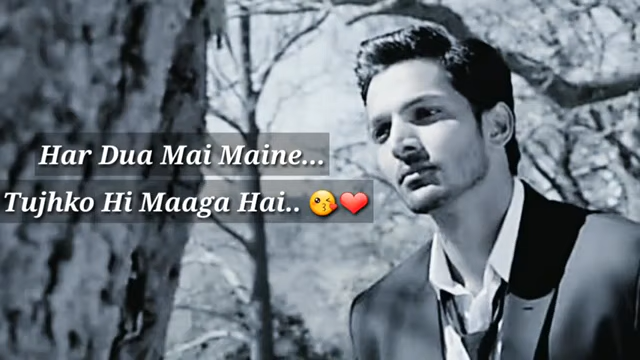 Har Dua Mai Maine...
Tujhko Hi Maaga Hai.. 😘❤️